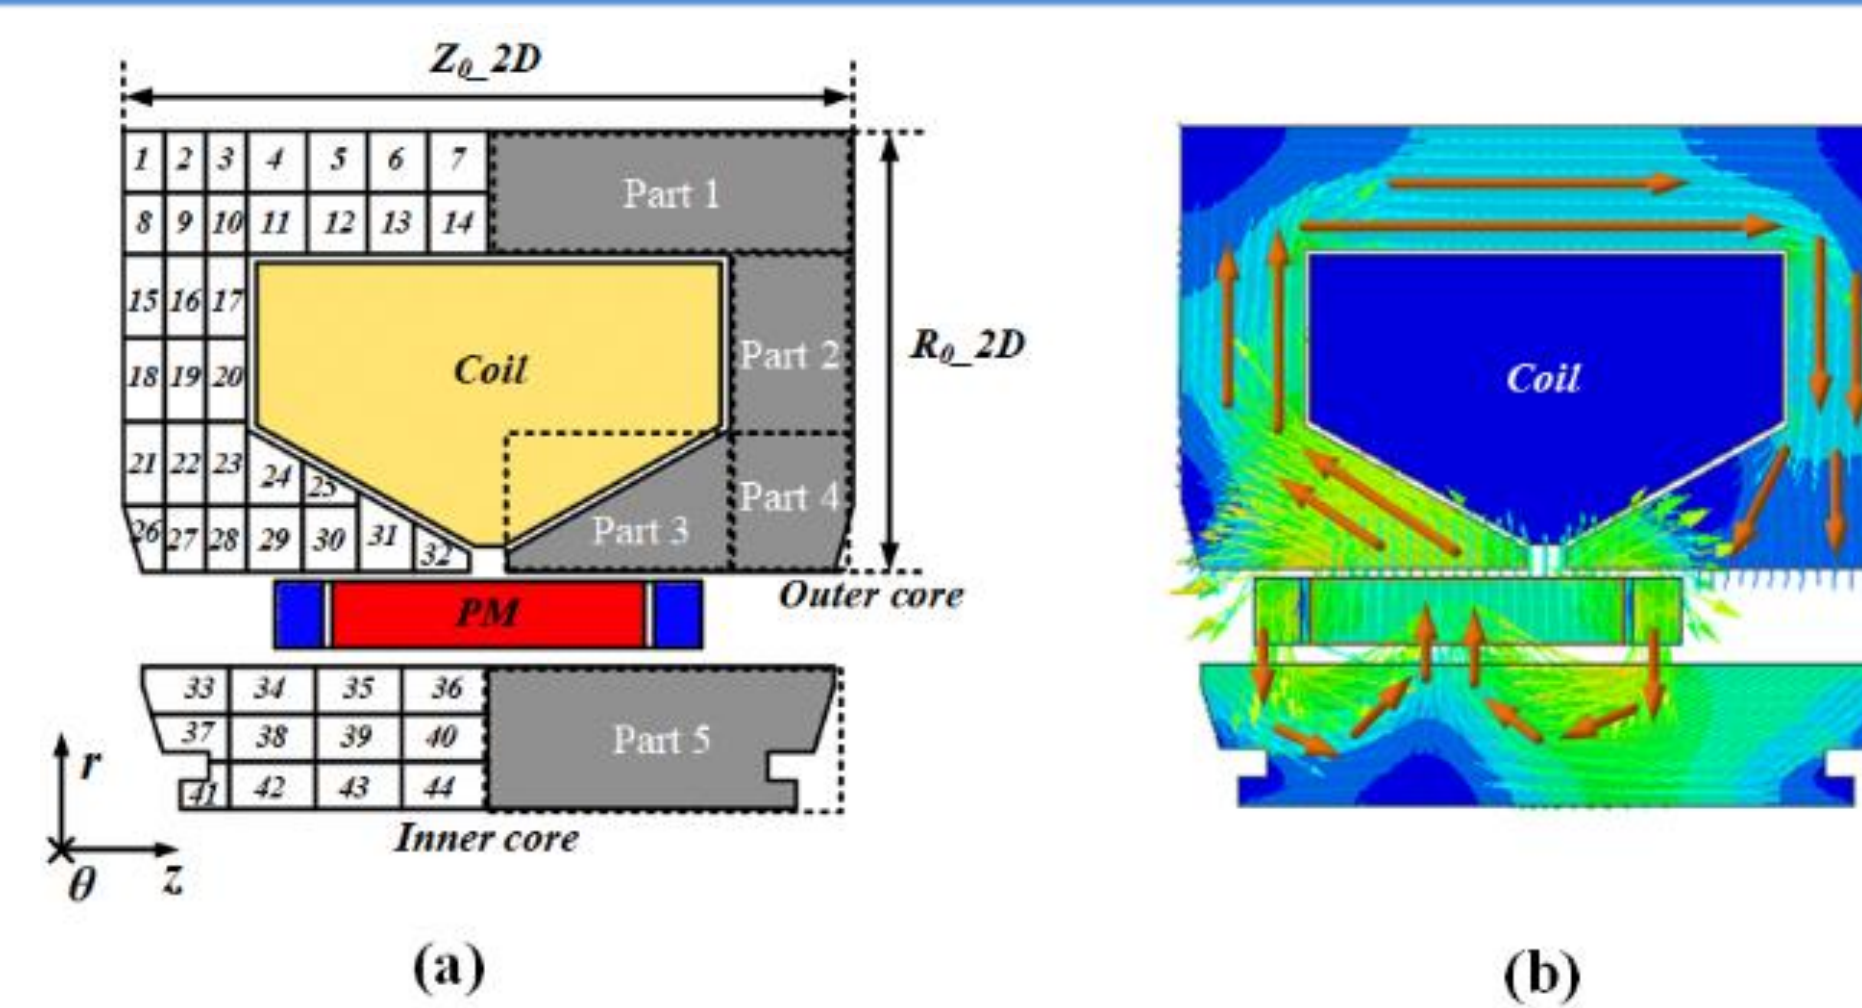 Z₀_2D
1 2 3 4 5 6 7
Part 1
8 9 10 11 12 13 14
15 16 17
R₀_2D
Part 2
Coil
18 19 20
21 22 23 24 25
Part 4
26 27 28 29 30 31 32
Part 3
Outer core
PM
33 34 35 36
37 38 39 40
Part 5
41 42 43 44
Inner core
r
θ z
(a)
Coil
(b)